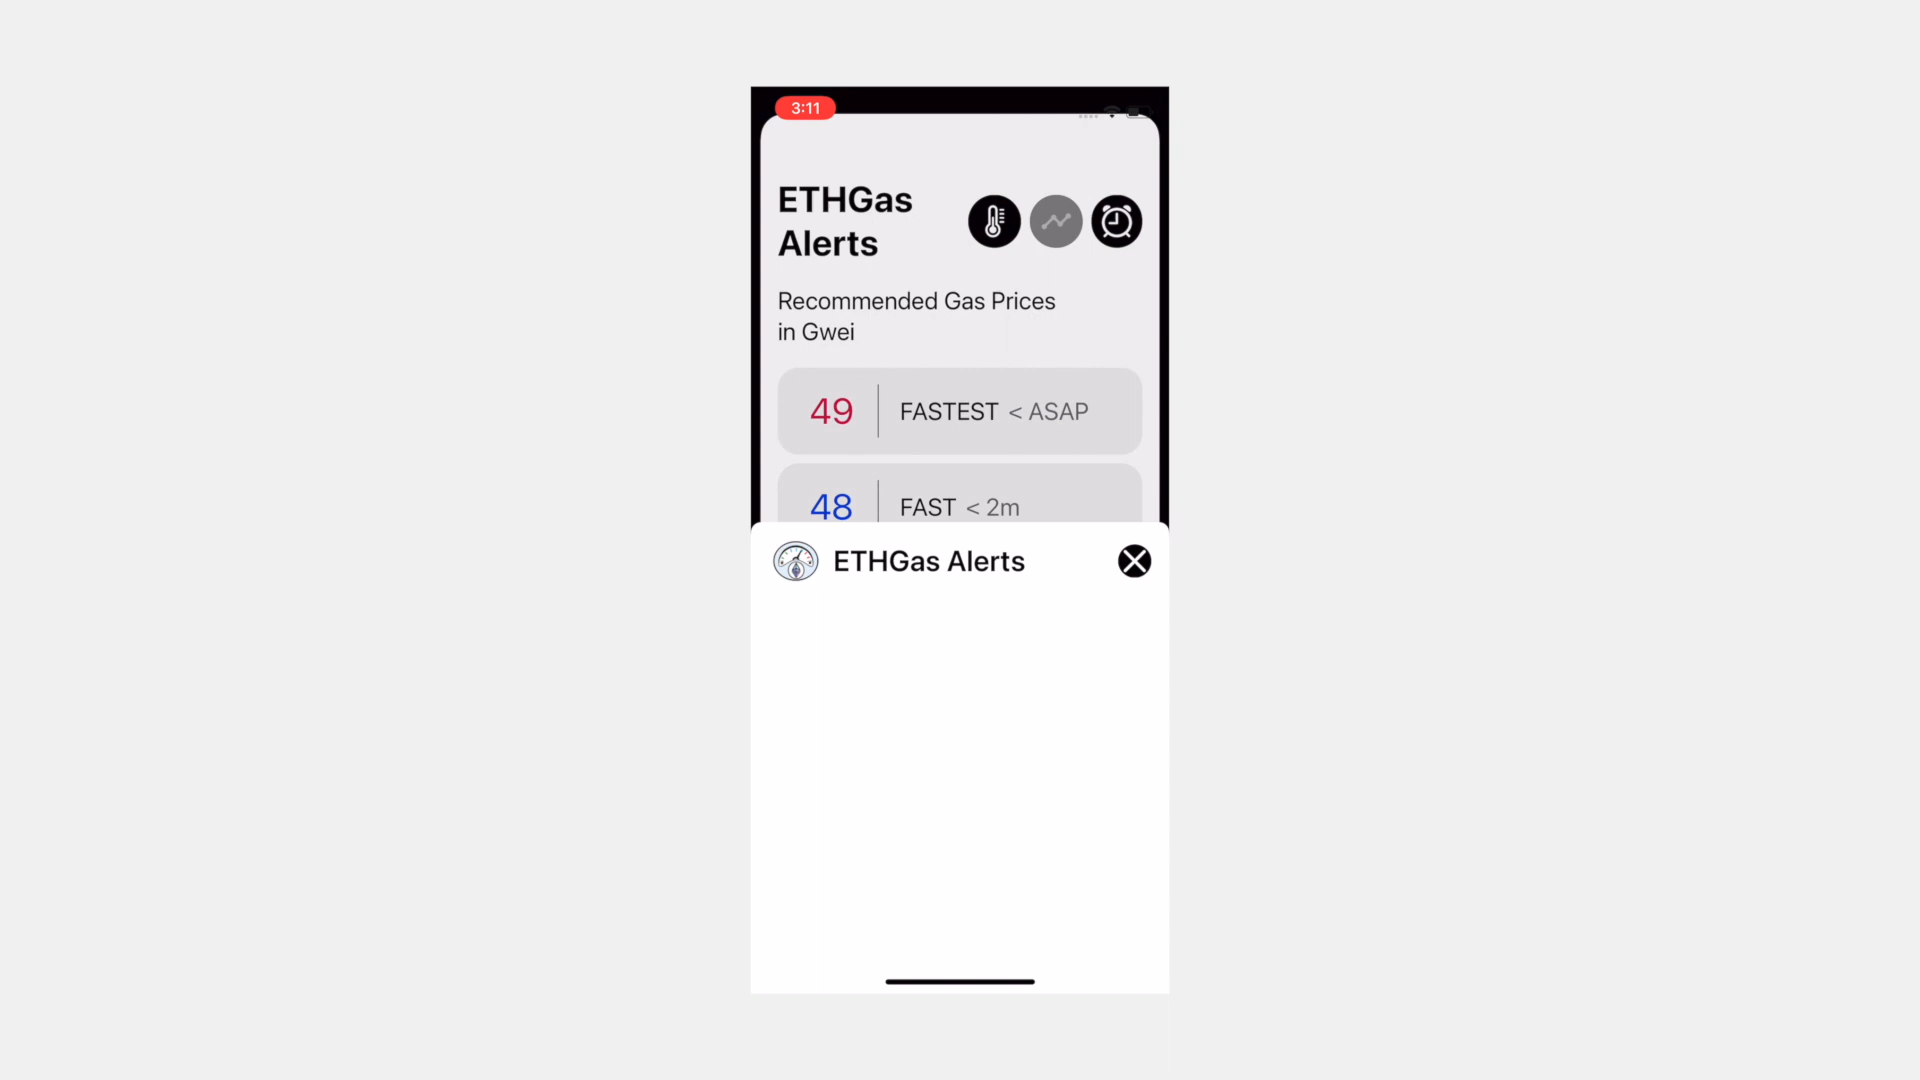 3:11
ETHGas
Alerts
Recommended Gas Prices
in Gwei
49 FASTEST < ASAP
48 FAST < 2m
ETHGas Alerts